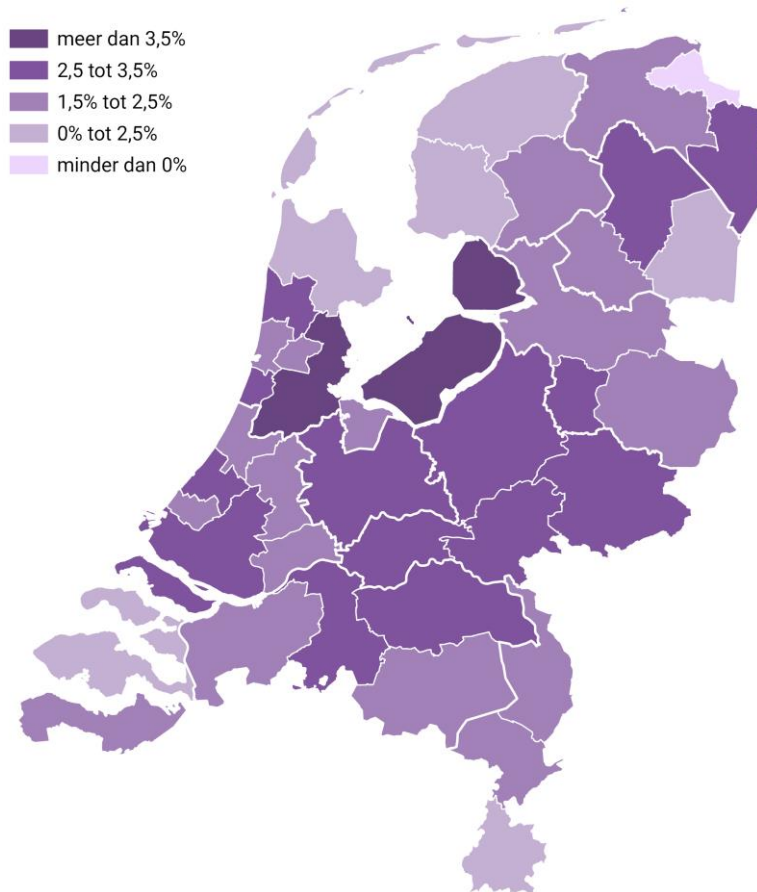 meer dan 3,5%
2,5 tot 3,5%
1,5% tot 2,5%
0% tot 2,5%
minder dan 0%